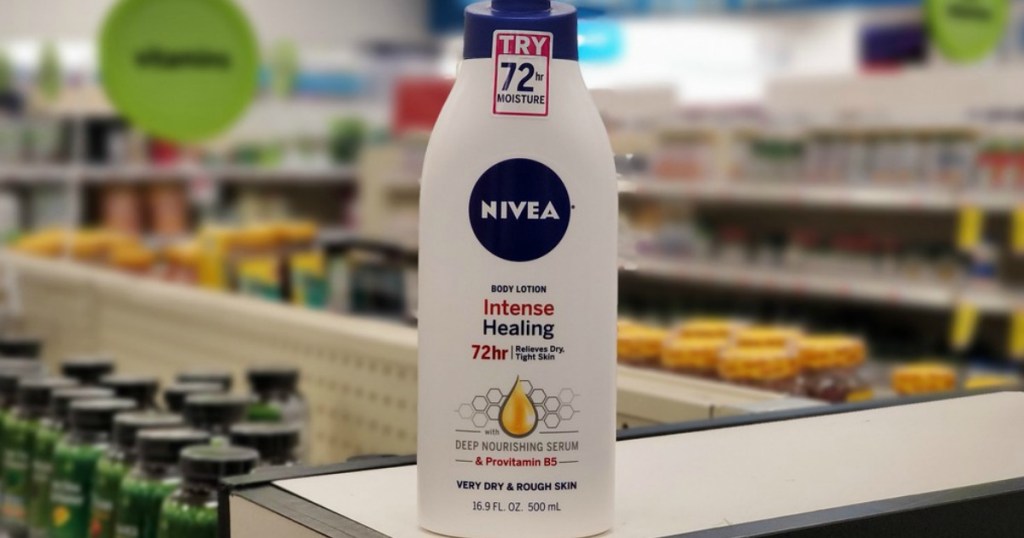 vitamins
TRY
72hr
MOISTURE
NIVEA
BODY LOTION
Intense
Healing
72hr | Relieves Dry,
Tight Skin
with
DEEP NOURISHING SERUM
& Provitamin B5
VERY DRY & ROUGH SKIN
16.9 FL. OZ. 500 mL